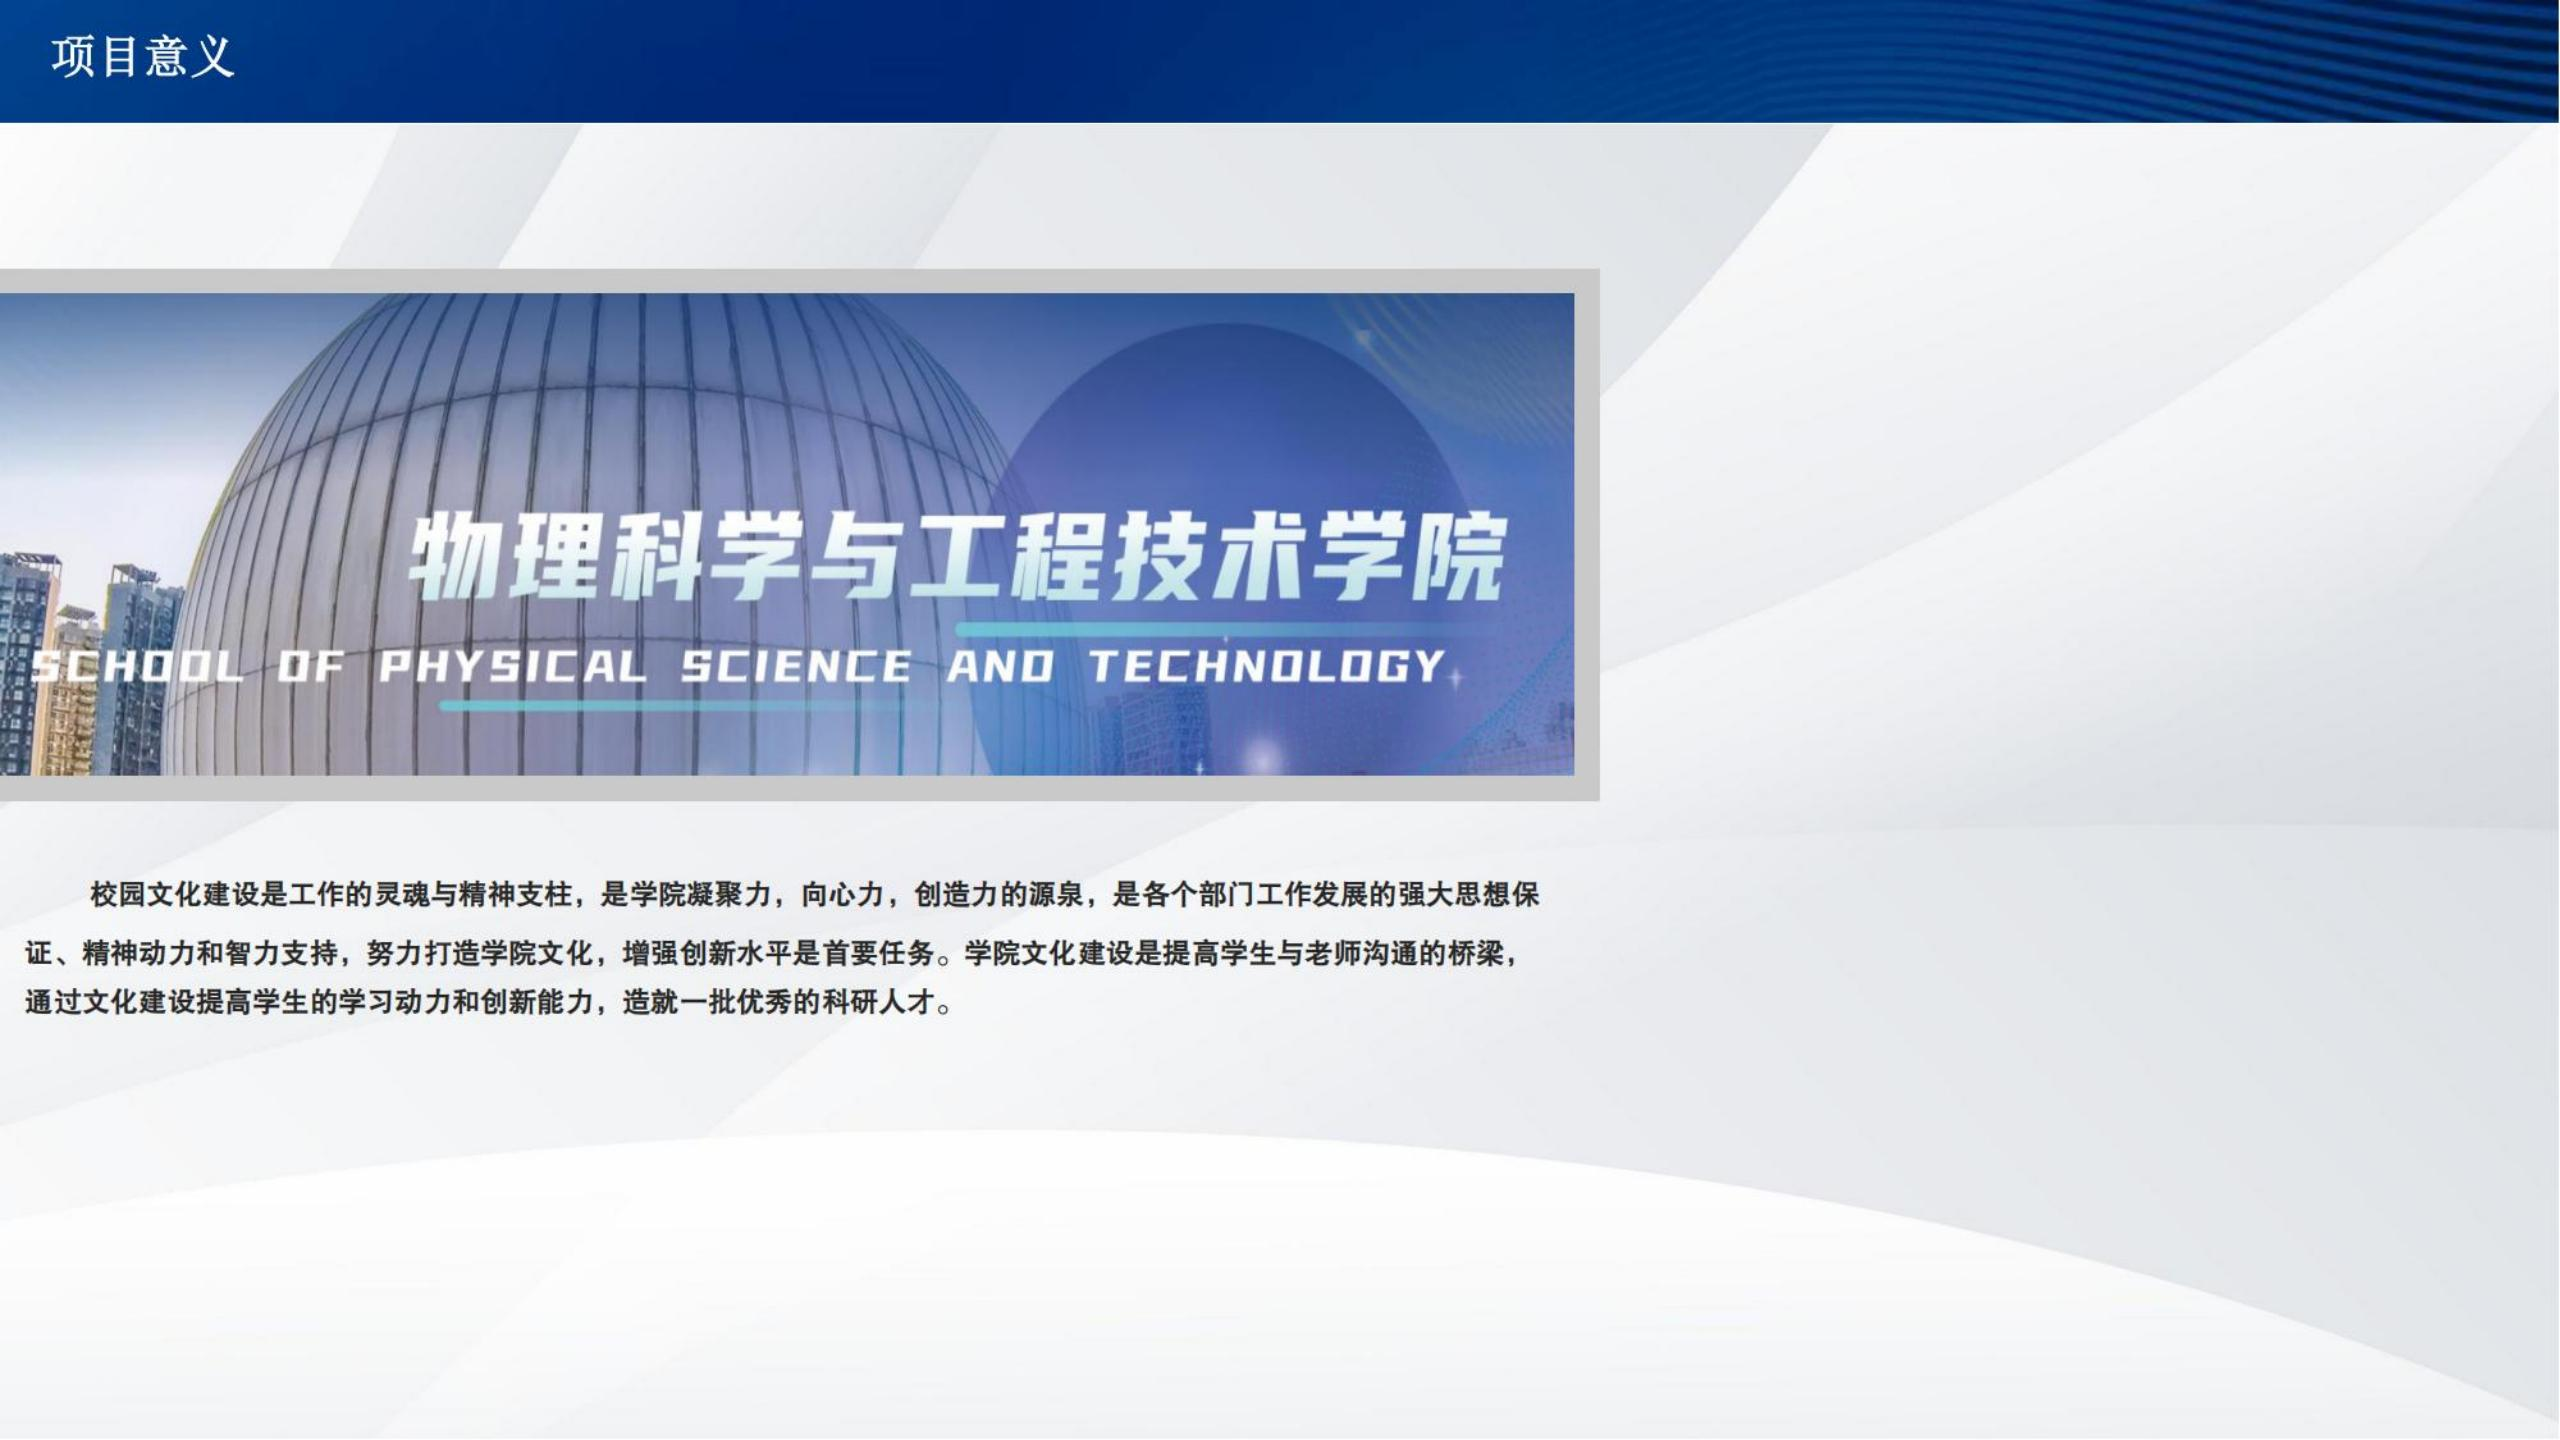 项目意义
物理科学与工程技术学院
SCHOOL OF PHYSICAL SCIENCE AND TECHNOLOGY
校园文化建设是工作的灵魂与精神支柱，是学院凝聚力，向心力，创造力的源泉，是各个部门工作发展的强大思想保
证、精神动力和智力支持，努力打造学院文化，增强创新水平是首要任务。学院文化建设是提高学生与老师沟通的桥梁，
通过文化建设提高学生的学习动力和创新能力，造就一批优秀的科研人才。